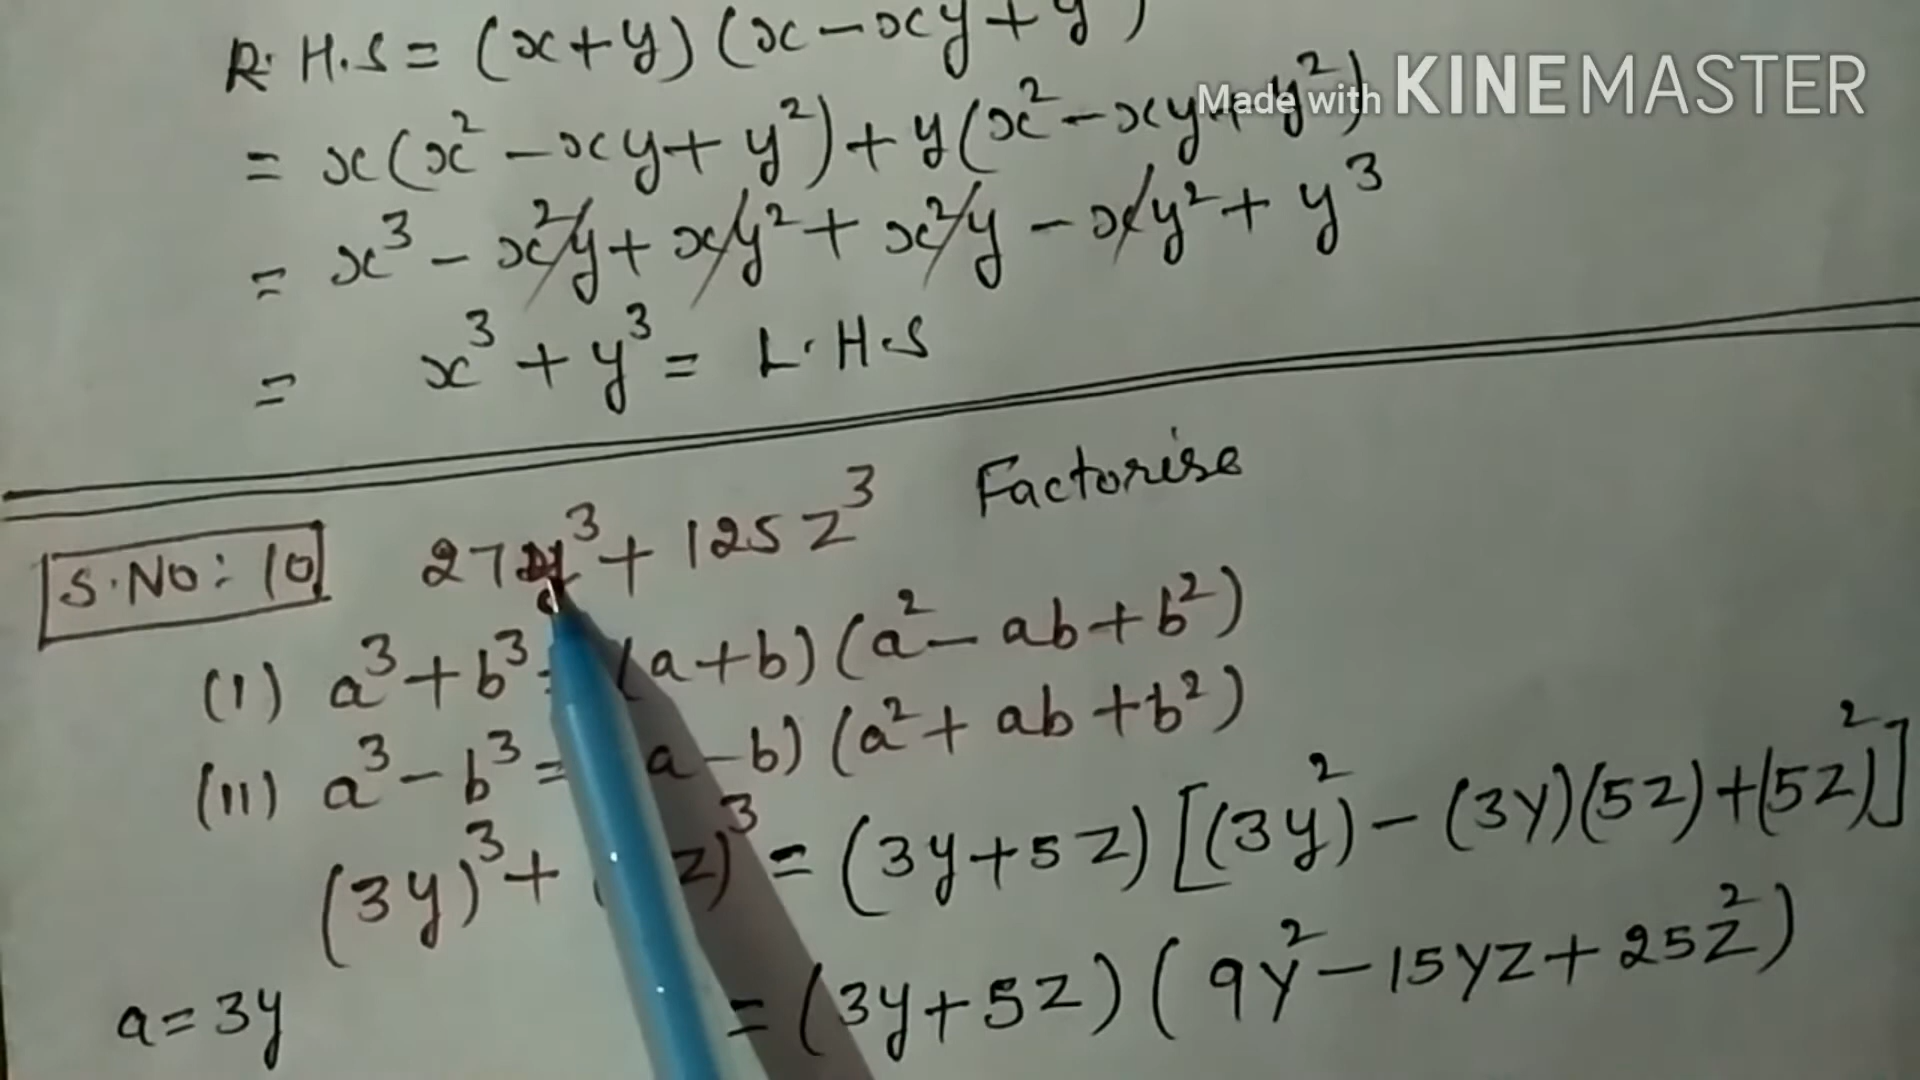 R.H.S = (x+y) (x - xy + y )
Made with KINEMASTER
= x(x² - xy + y²) + y(x² - xy + y²)
= x³ - x²y + xy² + x²y - xy² + y³
= x³ + y³ = L.H.S
S.No: 10 27y³ + 125z³ Factorise
(I) a³ + b³ = (a+b) (a² - ab + b²)
(II) a³ - b³ = a - b) (a² + ab + b²)
(3y)³ + ( z)³ = (3y+5z) [(3y)² - (3y)(5z) + (5z)²]
a = 3y = (3y+5z) (9y² - 15yz + 25z²)